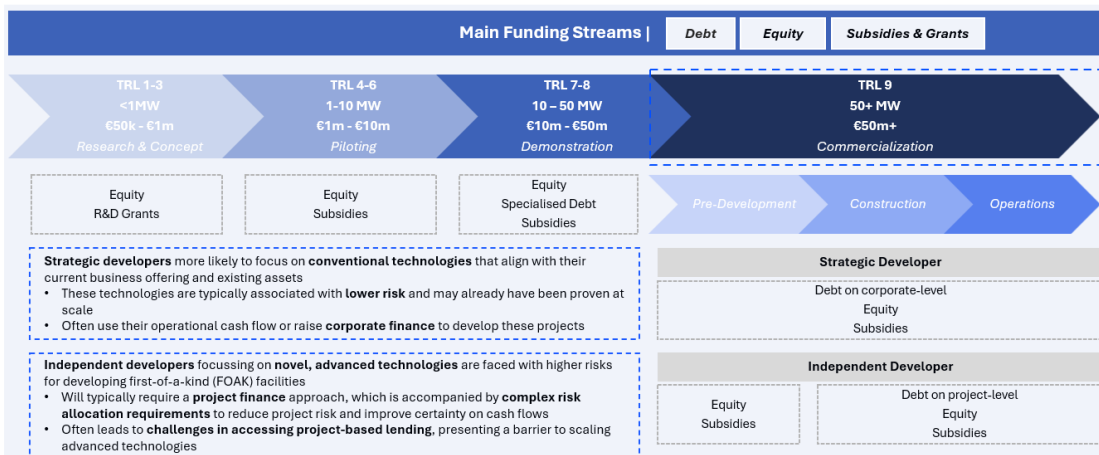 Main Funding Streams | Debt Equity Subsidies & Grants
TRL 1-3
<1MW
€50k - €1m
Research & Concept
TRL 4-6
1-10 MW
€1m - €10m
Piloting
TRL 7-8
10 – 50 MW
€10m - €50m
Demonstration
TRL 9
50+ MW
€50m+
Commercialization
Equity
R&D Grants
Equity
Subsidies
Equity
Specialised Debt
Subsidies
Pre-Development
Construction
Operations
Strategic developers more likely to focus on conventional technologies that align with their
current business offering and existing assets
• These technologies are typically associated with lower risk and may already have been proven at
scale
• Often use their operational cash flow or raise corporate finance to develop these projects
Strategic Developer
Debt on corporate-level
Equity
Subsidies
Independent developers focussing on novel, advanced technologies are faced with higher risks
for developing first-of-a-kind (FOAK) facilities
• Will typically require a project finance approach, which is accompanied by complex risk
allocation requirements to reduce project risk and improve certainty on cash flows
• Often leads to challenges in accessing project-based lending, presenting a barrier to scaling
advanced technologies
Independent Developer
Equity
Subsidies
Debt on project-level
Equity
Subsidies